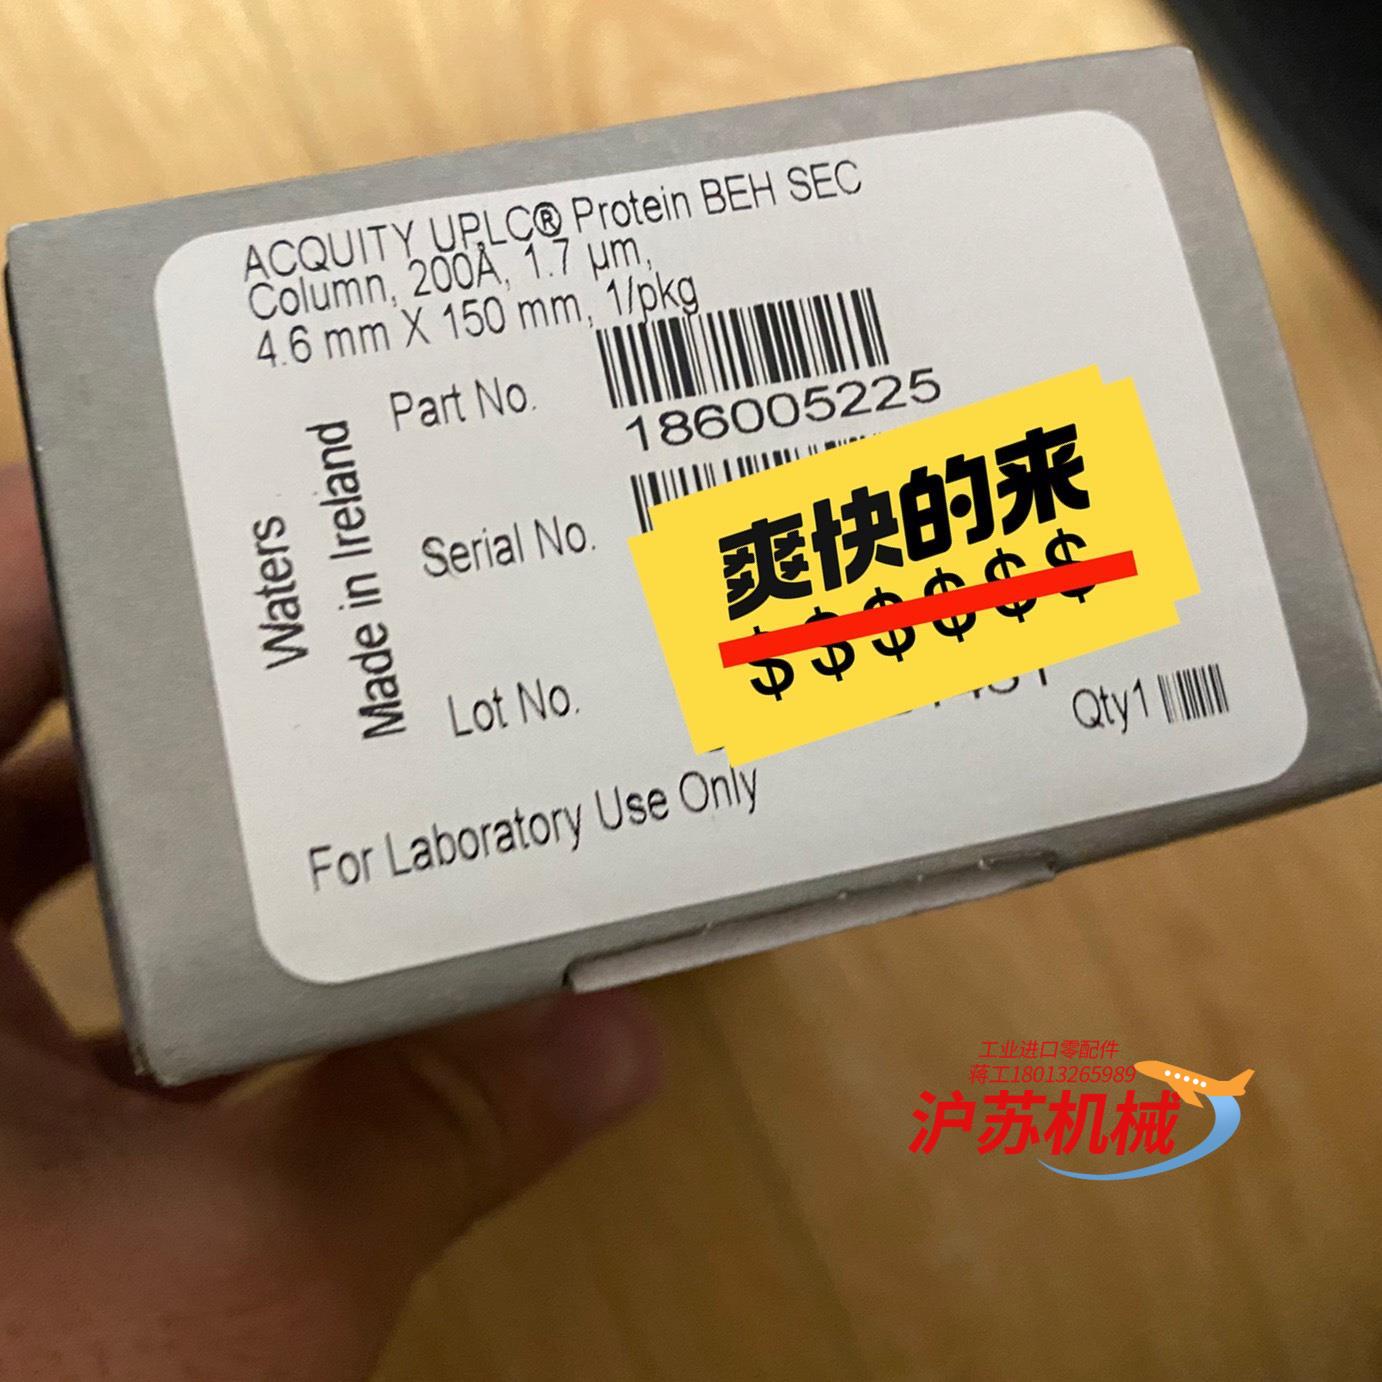 ACQUITY UPLC® Protein BEH SEC
Column, 200Å, 1.7 µm,
4.6 mm X 150 mm, 1/pkg
Part No.
186005225
Waters
Made in Ireland
Serial No.
爽快的来
$$$$$$
Lot No.
Qty1
For Laboratory Use Only
工业进口零配件
蒋工18013265989
沪苏机械